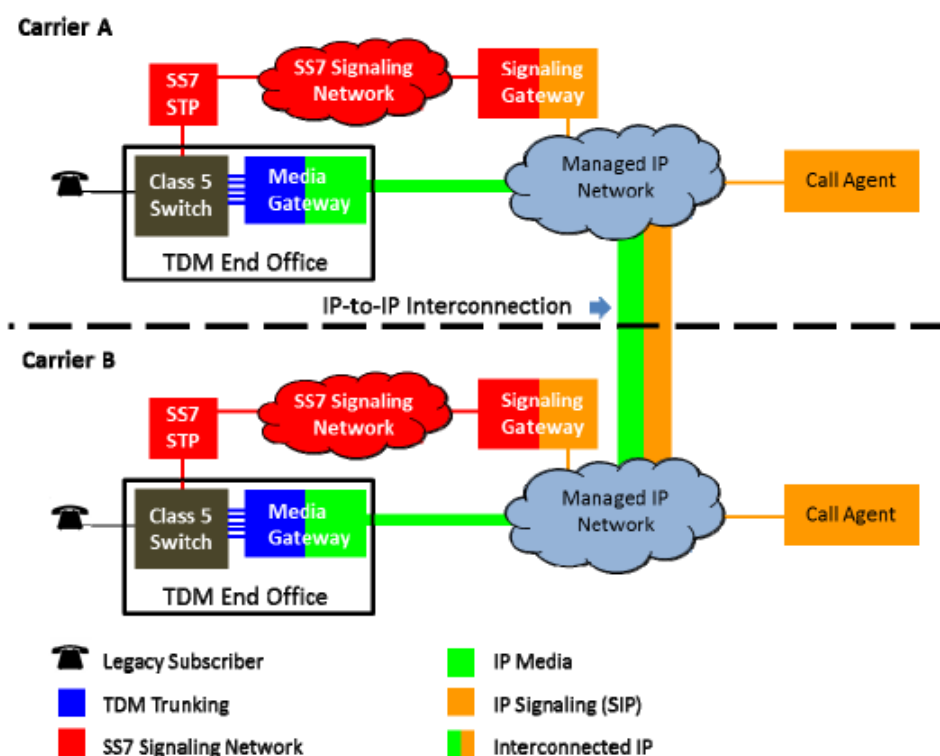 Carrier A
SS7
STP
SS7 Signaling
Network
Signaling
Gateway
Class 5
Switch
Media
Gateway
TDM End Office
Managed IP
Network
Call Agent
IP-to-IP Interconnection
Carrier B
SS7
STP
SS7 Signaling
Network
Signaling
Gateway
Class 5
Switch
Media
Gateway
TDM End Office
Managed IP
Network
Call Agent
Legacy Subscriber
IP Media
TDM Trunking
IP Signaling (SIP)
SS7 Signaling Network
Interconnected IP